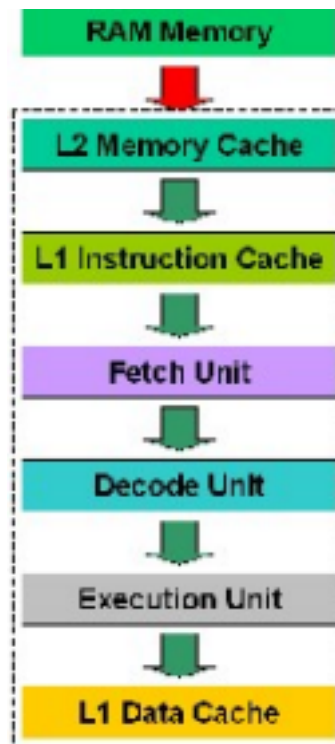 RAM Memory
L2 Memory Cache
L1 Instruction Cache
Fetch Unit
Decode Unit
Execution Unit
L1 Data Cache